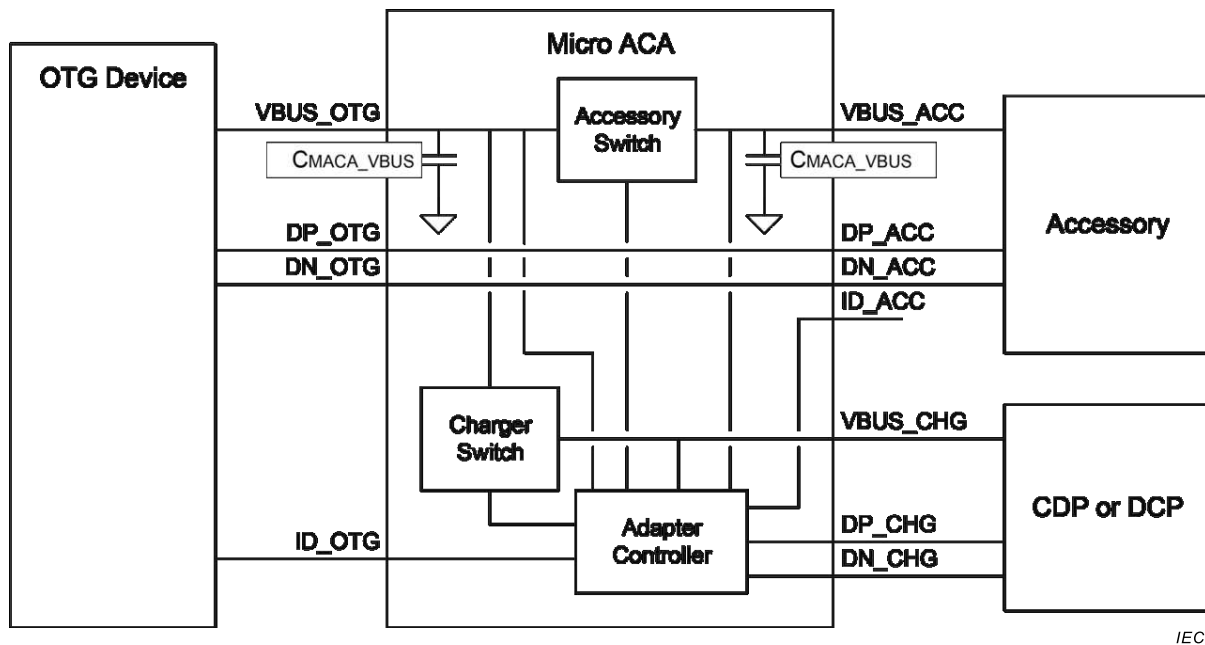 Micro ACA
OTG Device
VBUS_OTG
Accessory
Switch
VBUS_ACC
CMACA_VBUS
CMACA_VBUS
Accessory
DP_OTG
DP_ACC
DN_OTG
DN_ACC
ID_ACC
Charger
Switch
VBUS_CHG
CDP or DCP
Adapter
Controller
DP_CHG
ID_OTG
DN_CHG
IEC